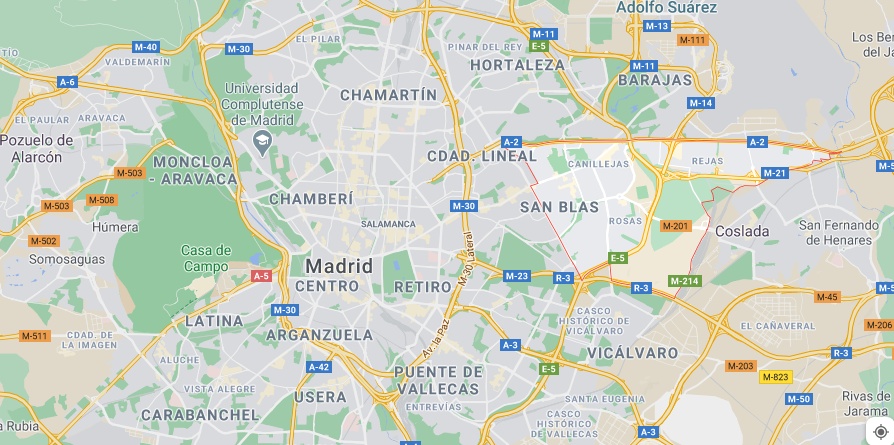 Adolfo Suárez
M-11
M-13
E-5
M-111
M-40
M-30
EL PILAR
PINAR DEL REY
Los Ber
del Ja
TÍO
VALDEMARÍN
HORTALEZA
M-11
BARAJAS
A-6
Universidad
Complutense
de Madrid
CHAMARTÍN
M-14
EL PAULAR
ARAVACA
Pozuelo de
Alarcón
A-2
A-2
MONCLOA
- ARAVACA
CDAD. LINEAL
CANILLEJAS
REJAS
M-503
M-21
M-5
M-503
M-508
CHAMBERÍ
M-30
SAN BLAS
ROSAS
SALAMANCA
M-201
Húmera
Coslada
San Fernando
de Henares
M-502
Casa de
Campo
Somosaguas
Madrid
M-30 Lateral
E-5
A-5
CENTRO
RETIRO
M-23
R-3
R-3
M-214
M-5
M-45
M-30
LATINA
CASCO
HISTÓRICO DE
VICÁLVARO
EL CAÑAVERAL
M-206
M-511
CDAD. DE
LA IMAGEN
ARGANZUELA
Av. la Paz
A-3
VICÁLVARO
R-3
ALUCHE
A-42
PUENTE DE
VALLECAS
E-5
M-203
M-823
VISTA ALEGRE
USERA
ENTREVÍAS
SANTA EUGENIA
M-50
Rivas de
Jarama
CARABANCHEL
CASCO
HISTÓRICO
DE VALLECAS
A-3
A-4
a Rubia